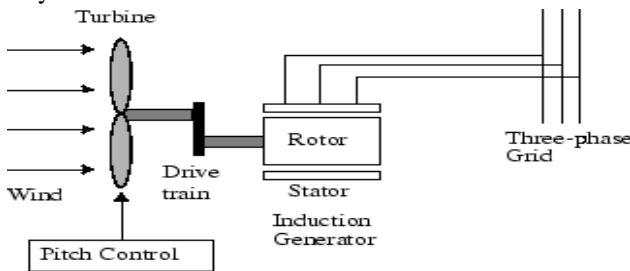 Turbine
Wind
Drive
train
Rotor
Stator
Induction
Generator
Three-phase
Grid
Pitch Control